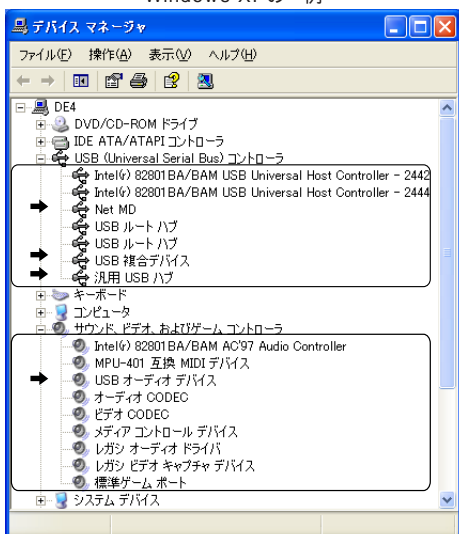 Windows XP の一例
デバイス マネージャ
ファイル(F) 操作(A) 表示(V) ヘルプ(H)
DE4
DVD/CD-ROM ドライブ
IDE ATA/ATAPI コントローラ
USB (Universal Serial Bus) コントローラ
Intel(r) 82801BA/BAM USB Universal Host Controller - 2442
Intel(r) 82801BA/BAM USB Universal Host Controller - 2444
Net MD
USB ルート ハブ
USB ルート ハブ
USB 複合デバイス
汎用 USB ハブ
キーボード
コンピュータ
サウンド、ビデオ、およびゲーム コントローラ
Intel(r) 82801BA/BAM AC'97 Audio Controller
MPU-401 互換 MIDI デバイス
USB オーディオ デバイス
オーディオ CODEC
ビデオ CODEC
メディア コントロール デバイス
レガシ オーディオ ドライバ
レガシ ビデオ キャプチャ デバイス
標準ゲーム ポート
システム デバイス